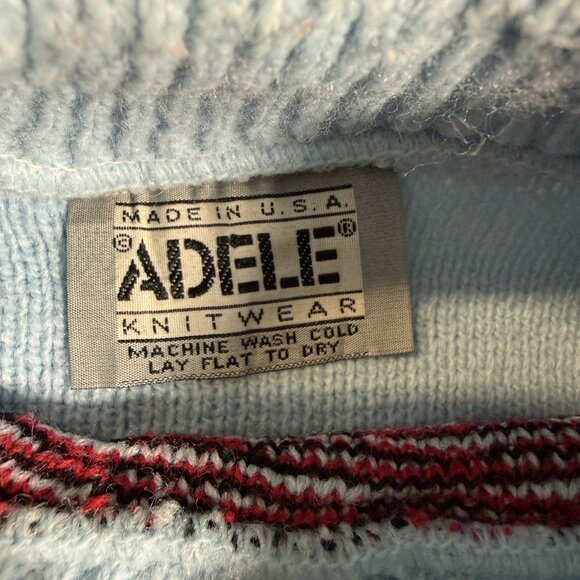 MADE IN U.S.A.
© ADELE ®
KNITWEAR
MACHINE WASH COLD
LAY FLAT TO DRY